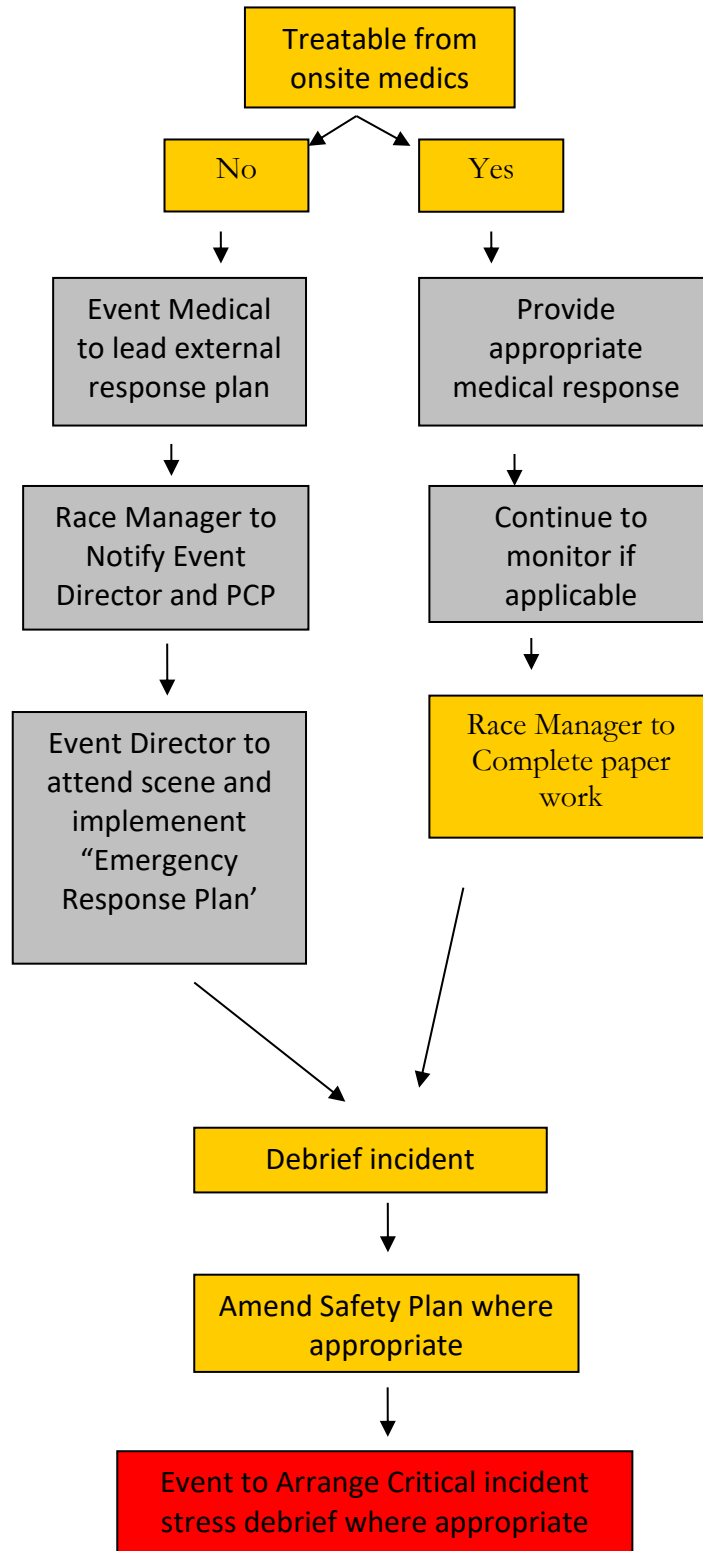 Treatable from
onsite medics
No
Yes
Event Medical
to lead external
response plan
Provide
appropriate
medical response
Race Manager to
Notify Event
Director and PCP
Continue to
monitor if
applicable
Event Director to
attend scene and
implemenent
“Emergency
Response Plan’
Race Manager to
Complete paper
work
Debrief incident
Amend Safety Plan where
appropriate
Event to Arrange Critical incident
stress debrief where appropriate